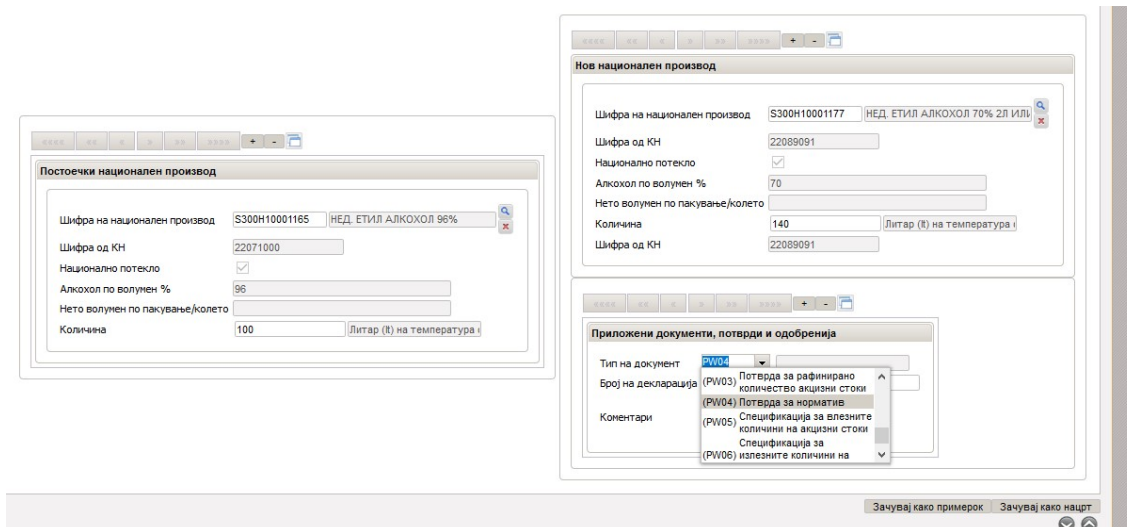 Постоечки национален производ
Шифра на национален производ S300H10001165 НЕД. ЕТИЛ АЛКОХОЛ 96%
Шифра од КН 22071000
Национално потекло
Алкохол по волумен % 96
Нето волумен по пакување/колето
Количина 100 Литар (lt) на температура
<<<< << < > >> >>>> + -
Нов национален производ
Шифра на национален производ S300H10001177 НЕД. ЕТИЛ АЛКОХОЛ 70% 2Л ИЛИ
Шифра од КН 22089091
Национално потекло
Алкохол по волумен % 70
Нето волумен по пакување/колето
Количина 140 Литар (lt) на температура
Шифра од КН 22089091
Приложени документи, потврди и одобренија
Тип на документ PW04
Број на декларација
(PW03) Потврда за рафинирано
количество акцизни стоки
(PW04) Потврда за норматив
Коментари
(PW05) Спецификација за влезните
количини на акцизни стоки
Спецификација за
(PW06) излезните количини на
Зачувај како примерок Зачувај како нацрт